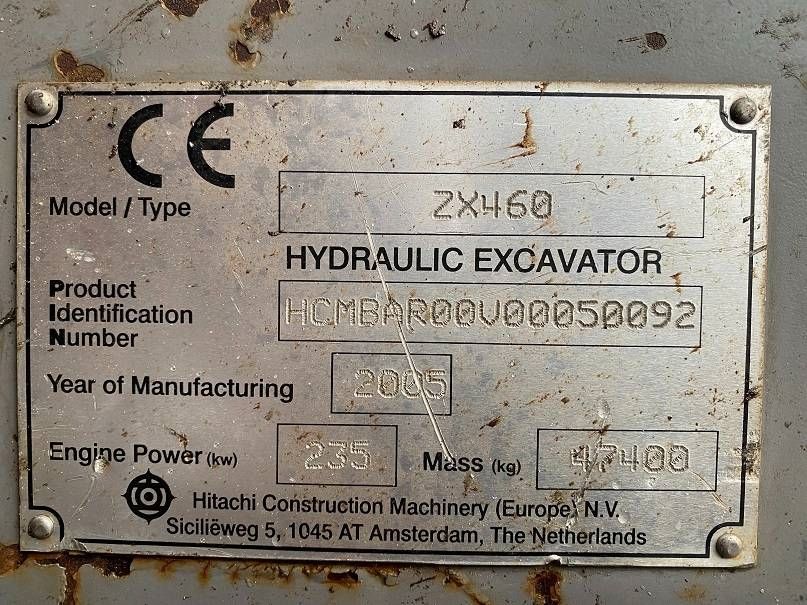 CE
Model / Type ZX460
HYDRAULIC EXCAVATOR
Product
Identification HCMBAR00V00050092
Number
Year of Manufacturing 2005
Engine Power (kw) 235 Mass (kg) 47400
Hitachi Construction Machinery (Europe) N.V.
Siciliëweg 5, 1045 AT Amsterdam, The Netherlands